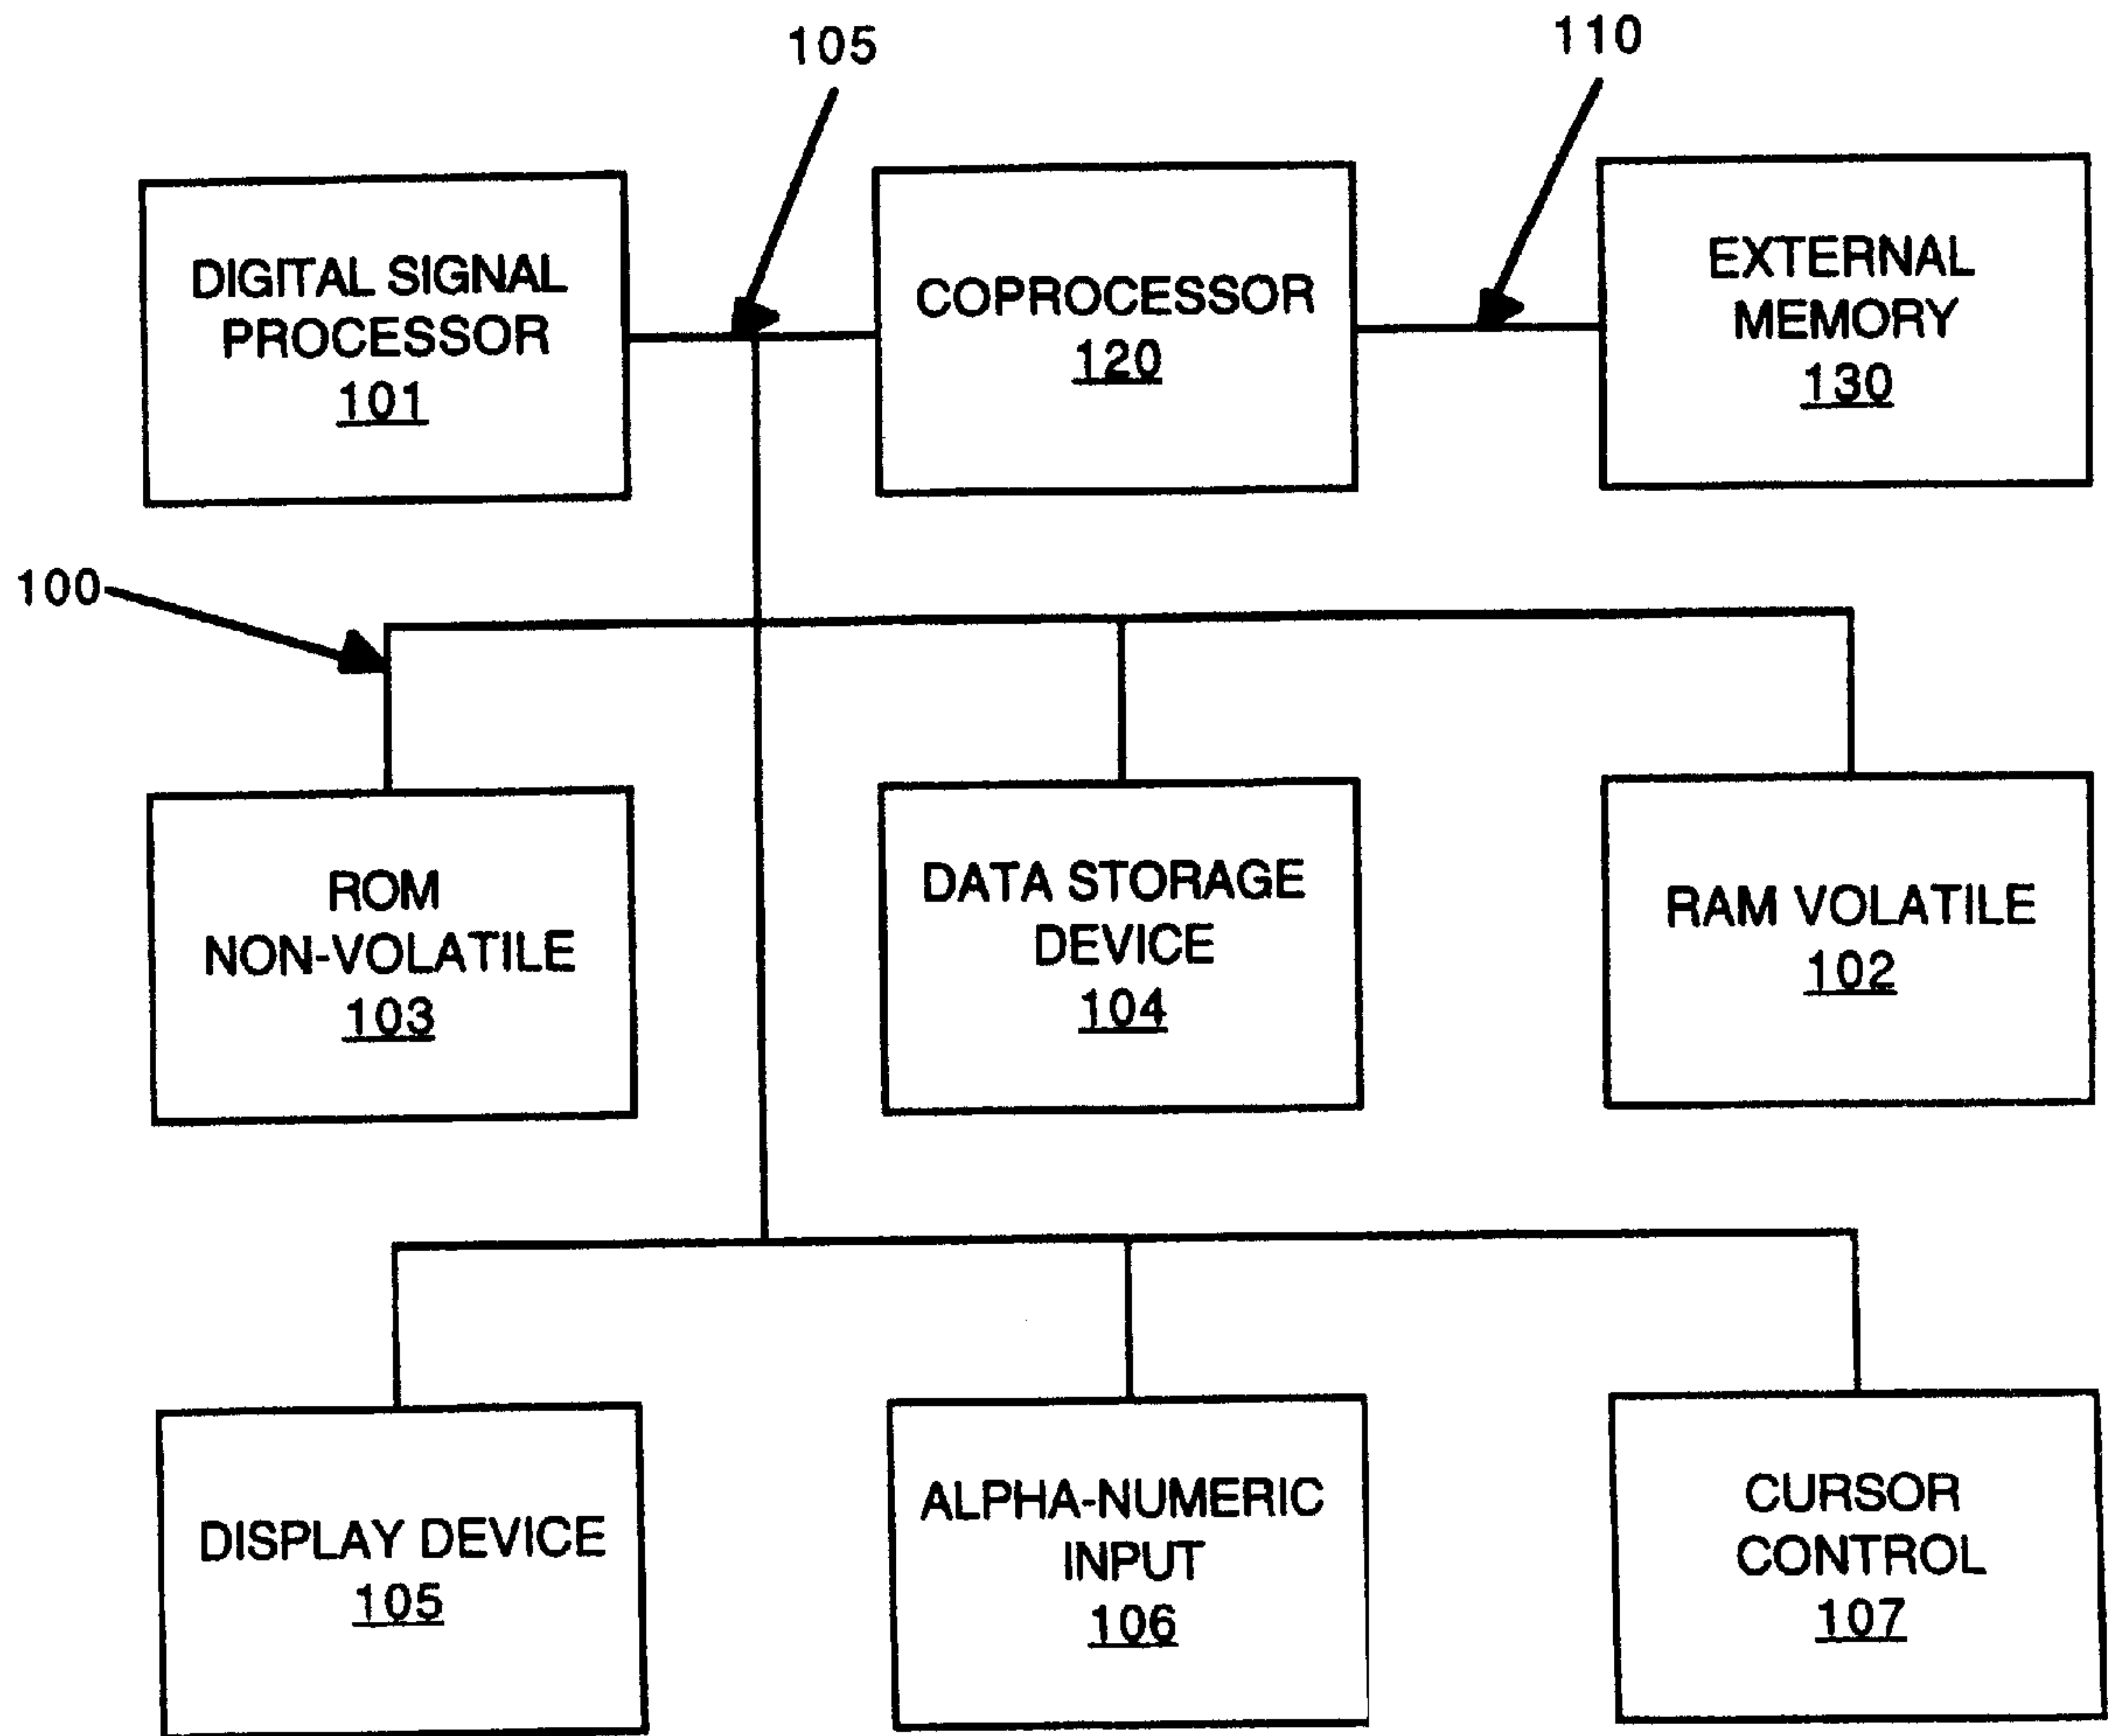 105
110
DIGITAL SIGNAL
PROCESSOR
101
COPROCESSOR
120
EXTERNAL
MEMORY
130
100
ROM
NON-VOLATILE
103
DATA STORAGE
DEVICE
104
RAM VOLATILE
102
DISPLAY DEVICE
105
ALPHA-NUMERIC
INPUT
106
CURSOR
CONTROL
107